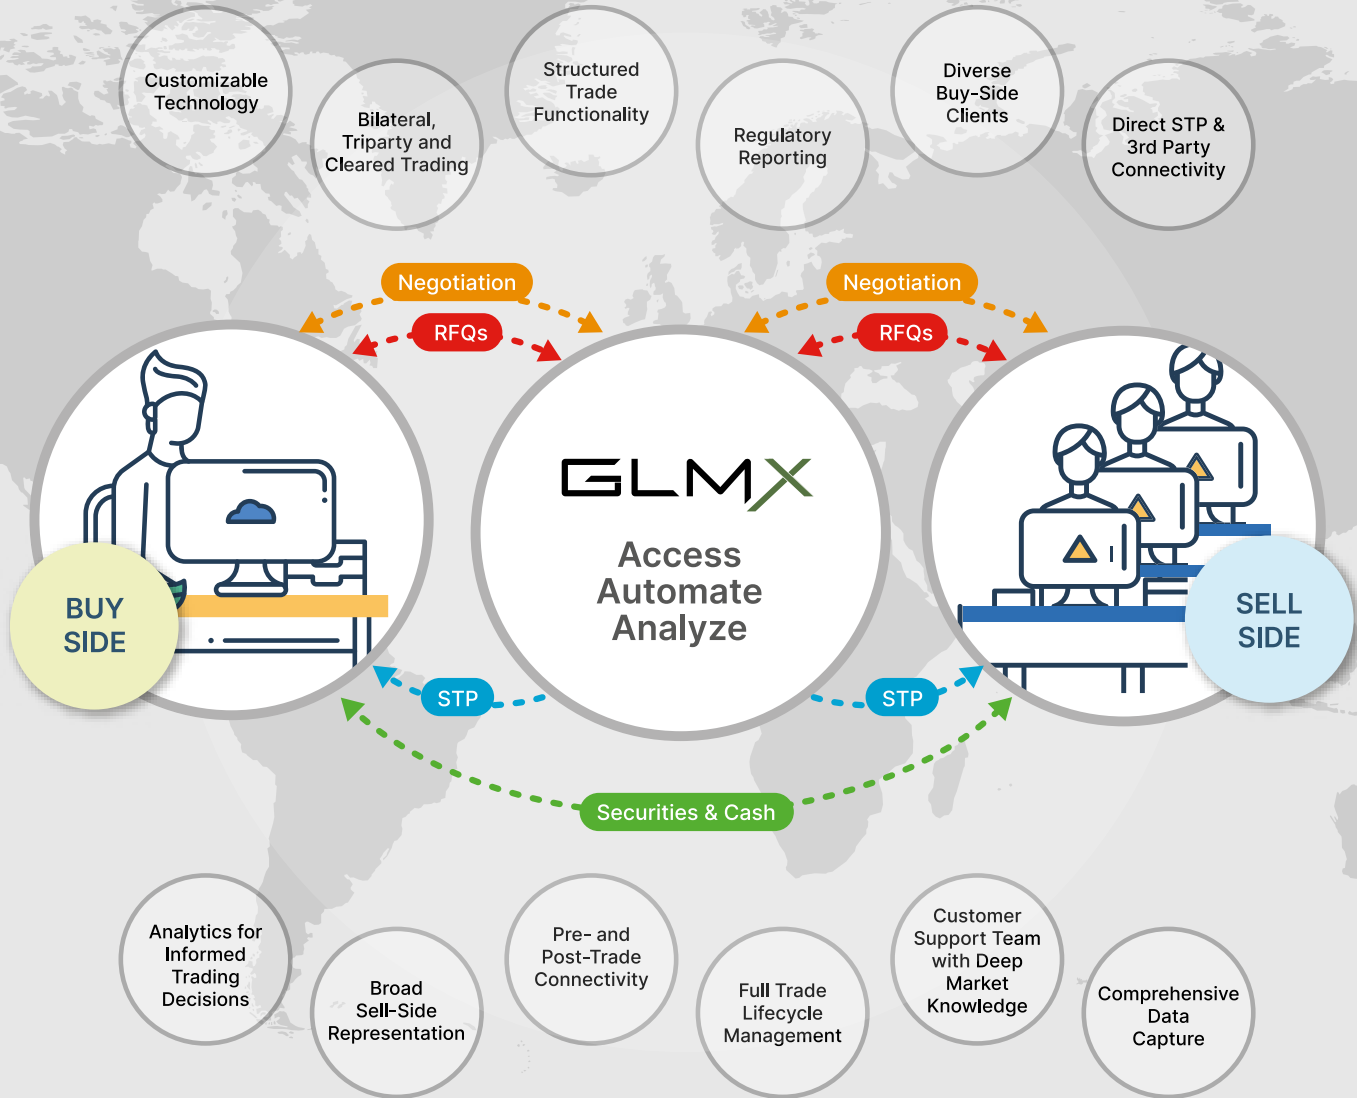 Customizable
Technology
Bilateral,
Triparty and
Cleared Trading
Structured
Trade
Functionality
Regulatory
Reporting
Diverse
Buy-Side
Clients
Direct STP &
3rd Party
Connectivity
Negotiation
RFQs
Negotiation
RFQs
GLMX
Access
Automate
Analyze
BUY
SIDE
SELL
SIDE
STP
STP
Securities & Cash
Analytics for
Informed
Trading
Decisions
Broad
Sell-Side
Representation
Pre- and
Post-Trade
Connectivity
Full Trade
Lifecycle
Management
Customer
Support Team
with Deep
Market
Knowledge
Comprehensive
Data
Capture